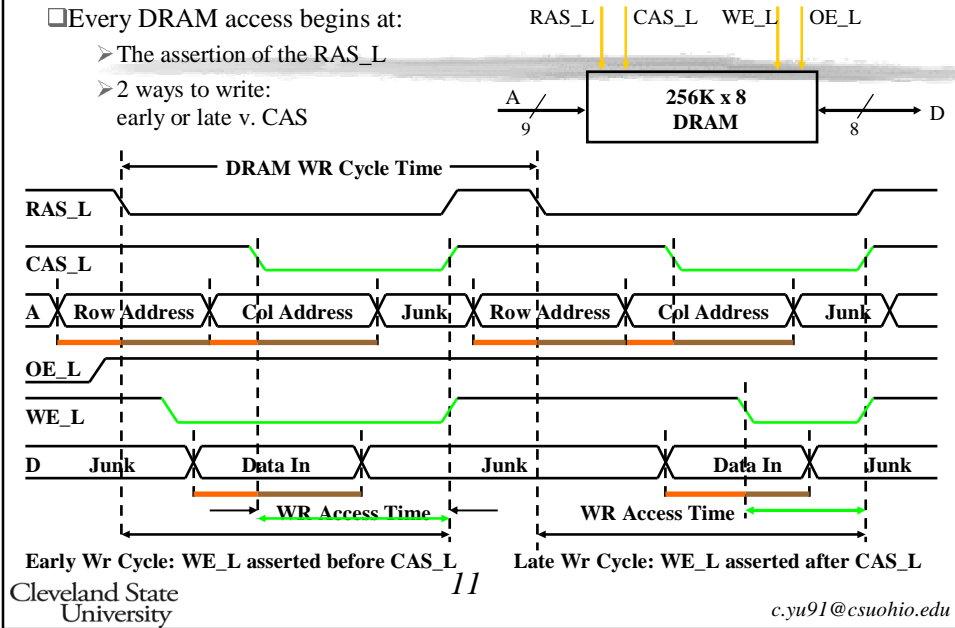 ❑Every DRAM access begins at:
➢The assertion of the RAS_L
➢2 ways to write:
early or late v. CAS
RAS_L CAS_L WE_L OE_L
A
9
256K x 8
DRAM
8
D
DRAM WR Cycle Time
RAS_L
CAS_L
A Row Address Col Address Junk Row Address Col Address Junk
OE_L
WE_L
D Junk Data In Junk Data In Junk
WR Access Time WR Access Time
Early Wr Cycle: WE_L asserted before CAS_L Late Wr Cycle: WE_L asserted after CAS_L
Cleveland State
University
11
c.yu91@csuohio.edu